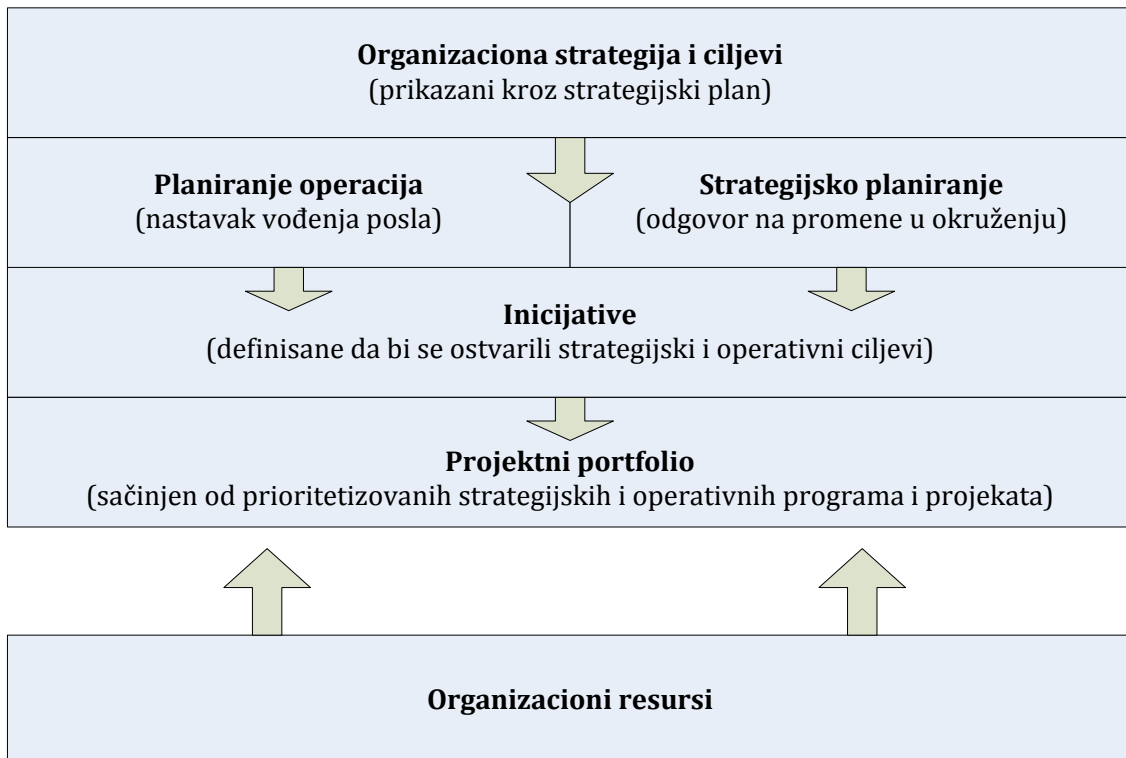 Organizaciona strategija i ciljevi
(prikazani kroz strategijski plan)
Planiranje operacija
(nastavak vođenja posla)
Strategijsko planiranje
(odgovor na promene u okruženju)
Inicijative
(definisane da bi se ostvarili strategijski i operativni ciljevi)
Projektni portfolio
(sačinjen od prioritetizovanih strategijskih i operativnih programa i projekata)
Organizacioni resursi